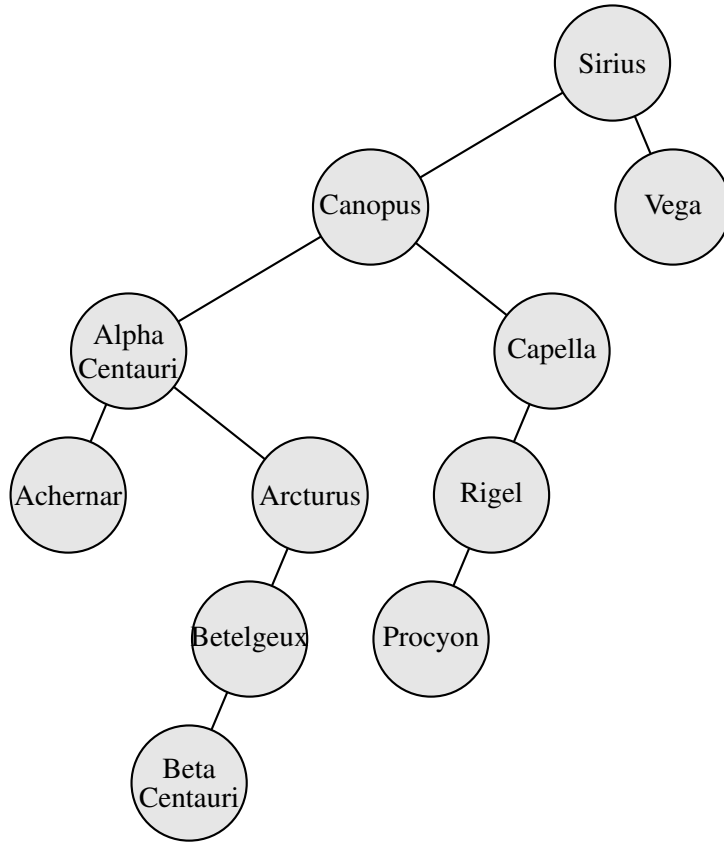 Sirius
Canopus
Vega
Alpha
Centauri
Capella
Achernar
Arcturus
Rigel
Betelgeux
Procyon
Beta
Centauri